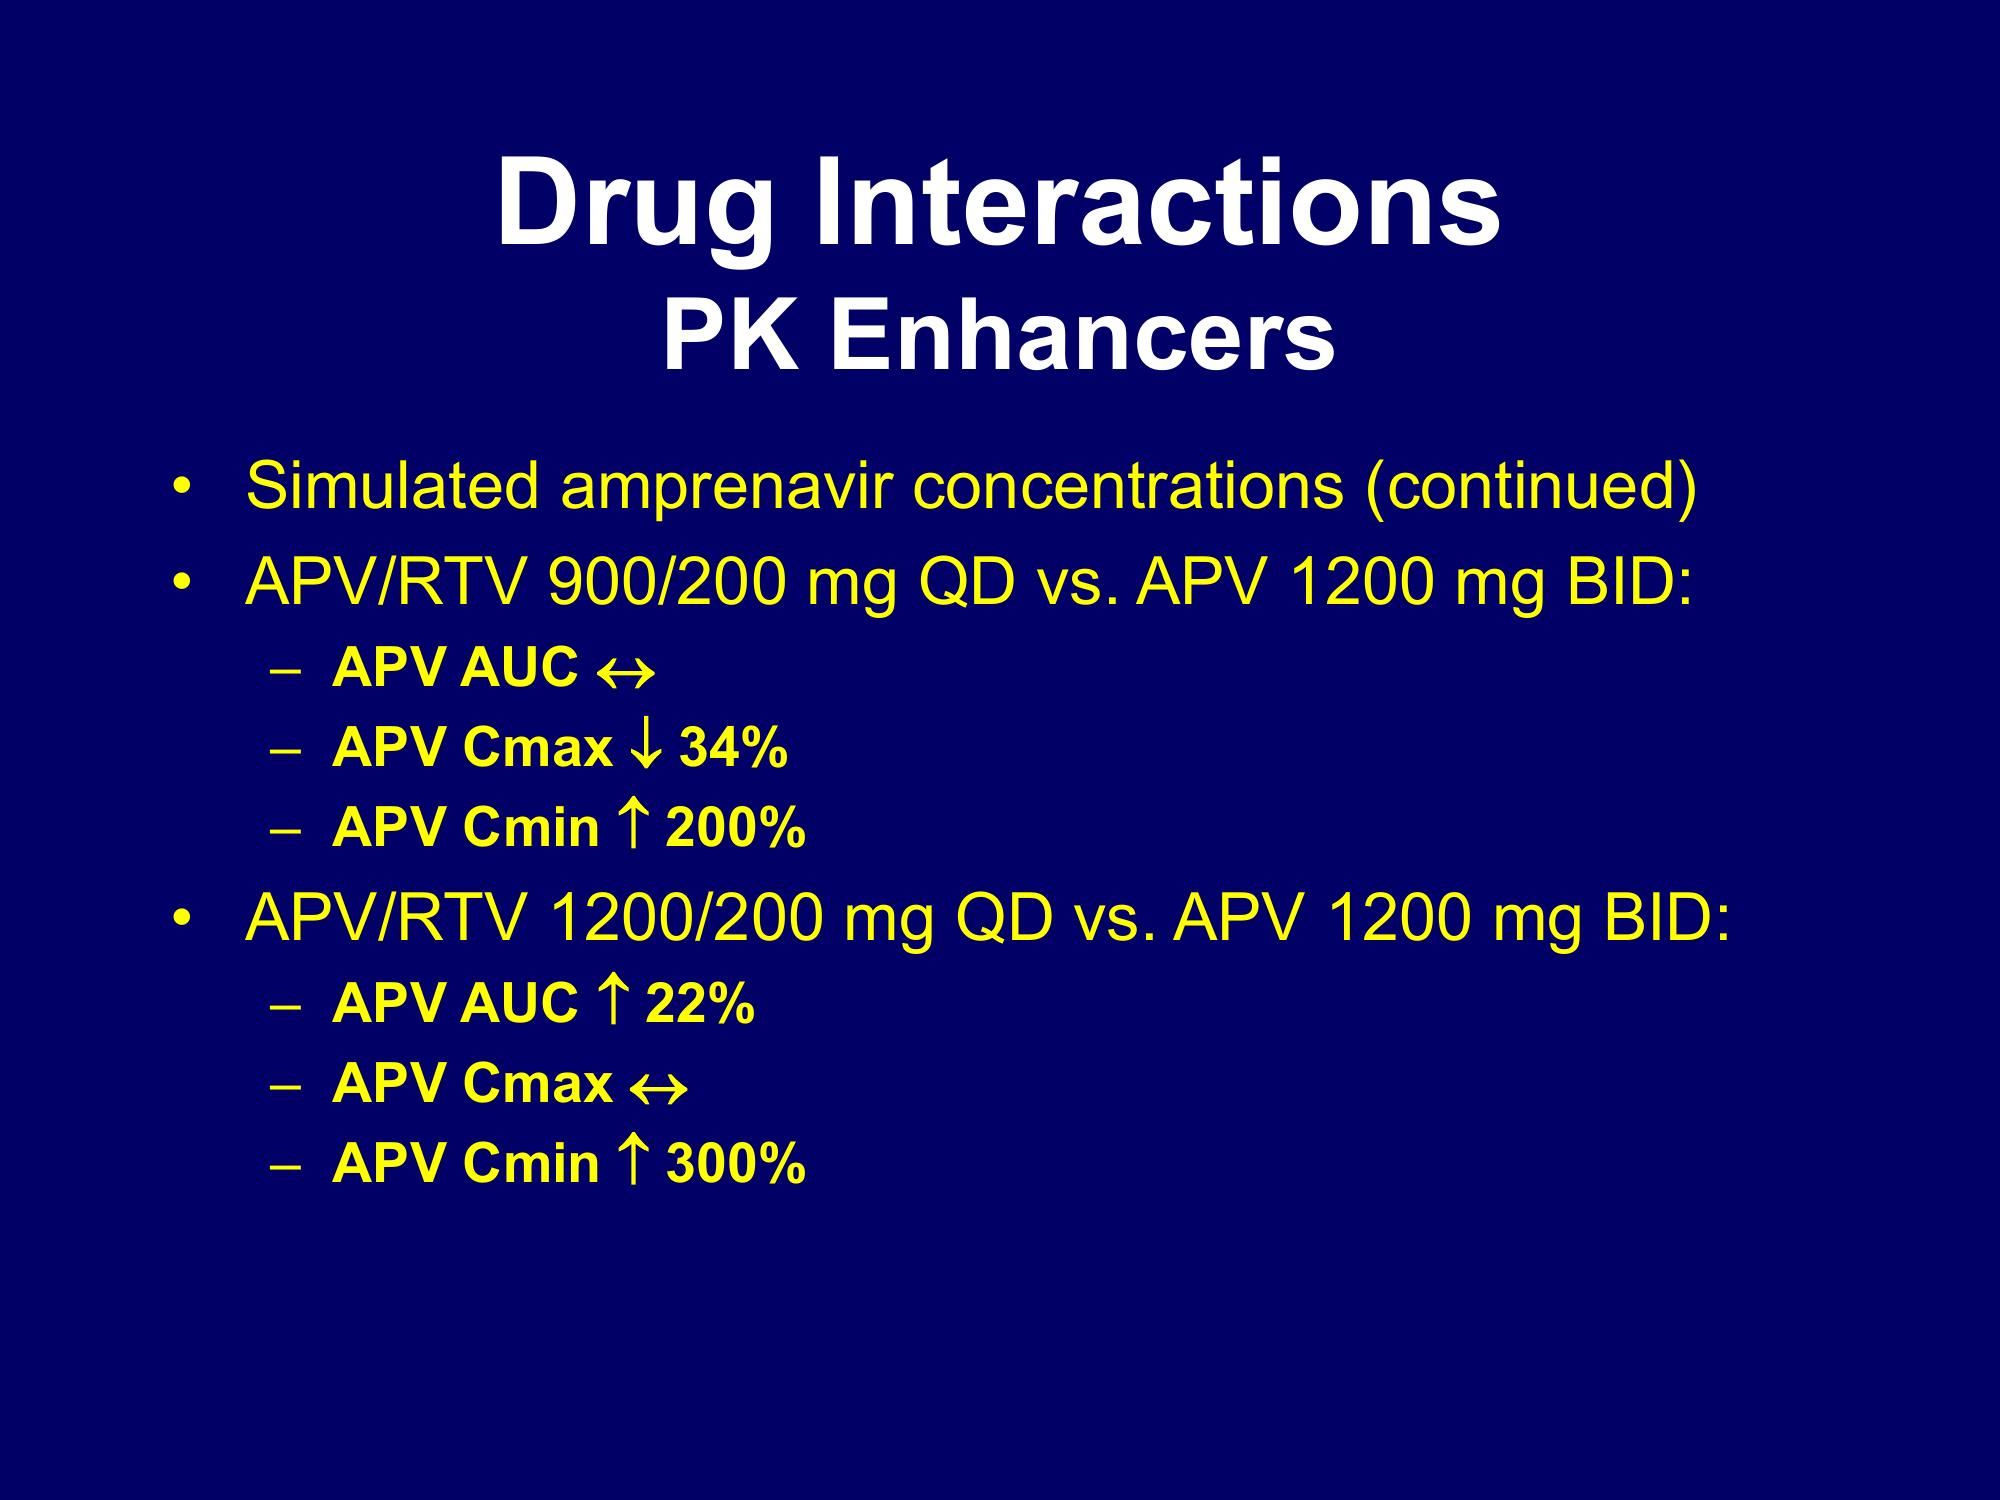 Drug Interactions
PK Enhancers
• Simulated amprenavir concentrations (continued)
• APV/RTV 900/200 mg QD vs. APV 1200 mg BID:
– APV AUC ↔
– APV Cmax ↓ 34%
– APV Cmin ↑ 200%
• APV/RTV 1200/200 mg QD vs. APV 1200 mg BID:
– APV AUC ↑ 22%
– APV Cmax ↔
– APV Cmin ↑ 300%